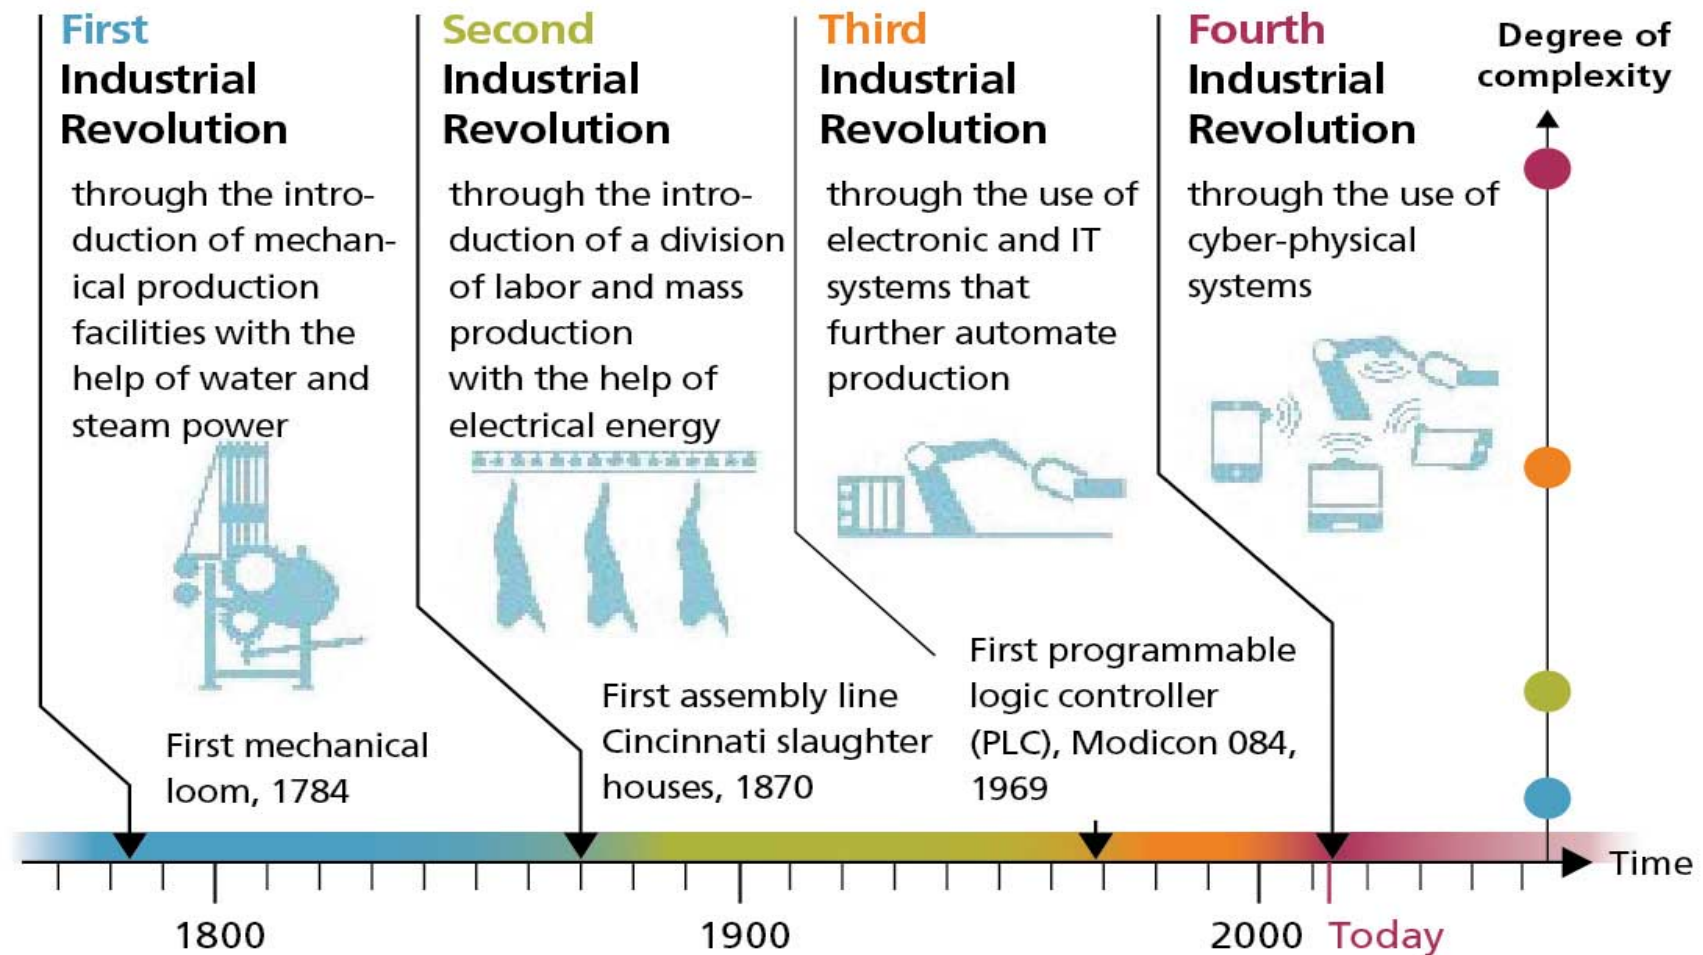 First
Industrial
Revolution
through the intro-
duction of mechan-
ical production
facilities with the
help of water and
steam power
First mechanical
loom, 1784
Second
Industrial
Revolution
through the intro-
duction of a division
of labor and mass
production
with the help of
electrical energy
First assembly line
Cincinnati slaughter
houses, 1870
Third
Industrial
Revolution
through the use of
electronic and IT
systems that
further automate
production
First programmable
logic controller
(PLC), Modicon 084,
1969
Fourth
Industrial
Revolution
through the use of
cyber-physical
systems
Degree of
complexity
Time
1800
1900
2000
Today